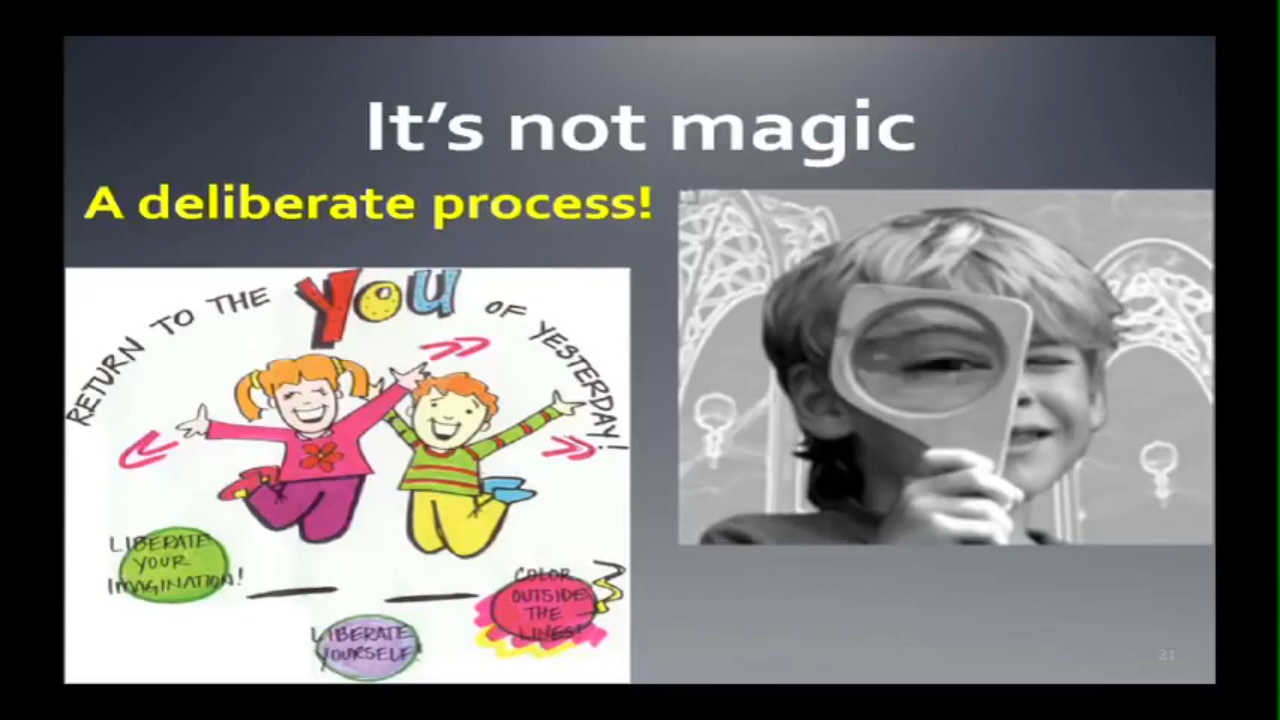 It's not magic
A deliberate process!
RETURN TO THE YOU OF YESTERDAY!
LIBERATE
YOUR
IMAGINATION!
COLOR
OUTSIDE
THE
LINES!
LIBERATE
YOURSELF!
21